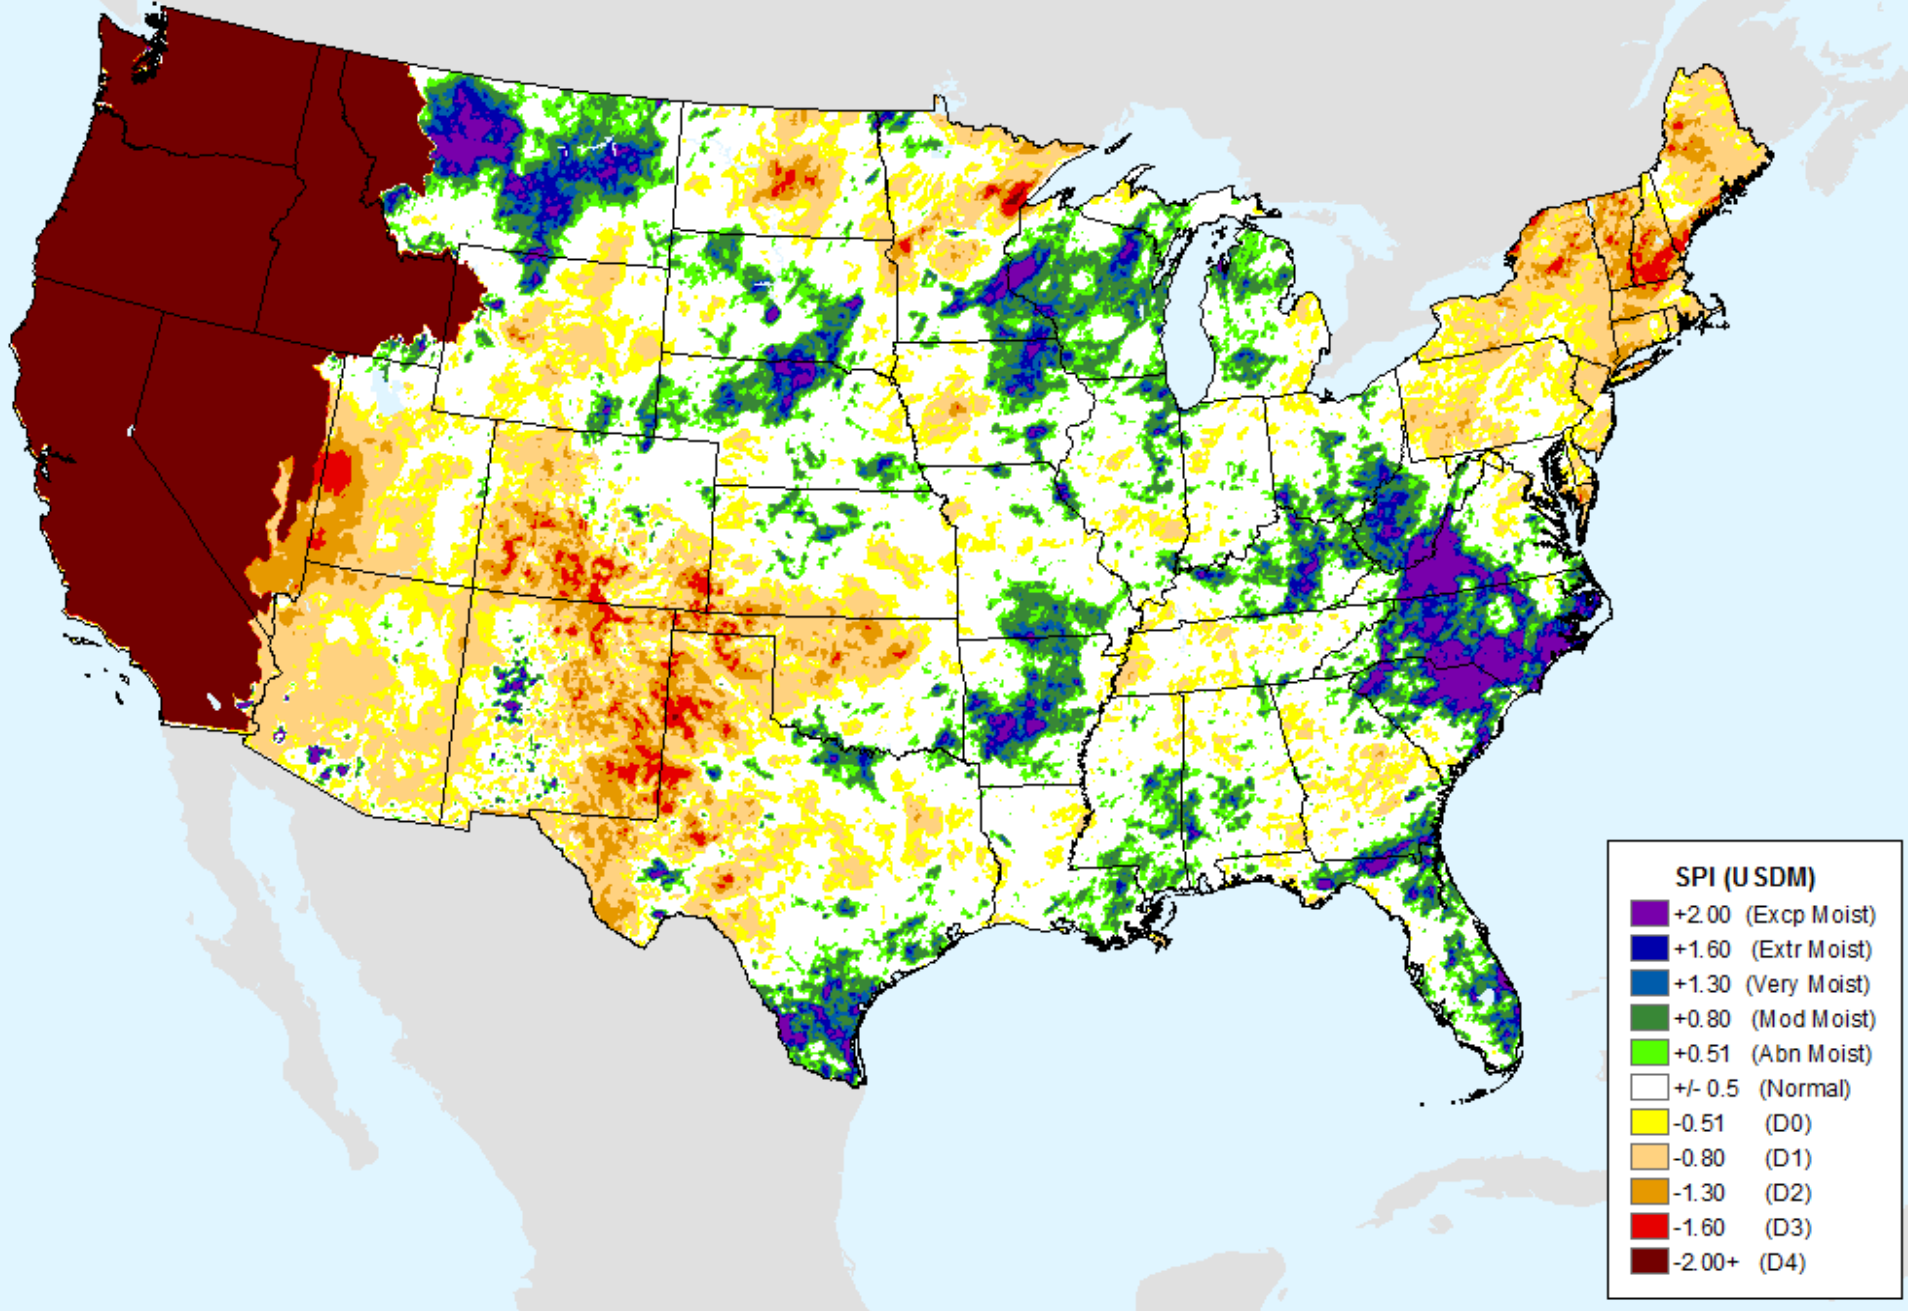 SPI (USDM)
+2.00 (Excp Moist)
+1.60 (Extr Moist)
+1.30 (Very Moist)
+0.80 (Mod Moist)
+0.51 (Abn Moist)
+/- 0.5 (Normal)
-0.51 (D0)
-0.80 (D1)
-1.30 (D2)
-1.60 (D3)
-2.00+ (D4)